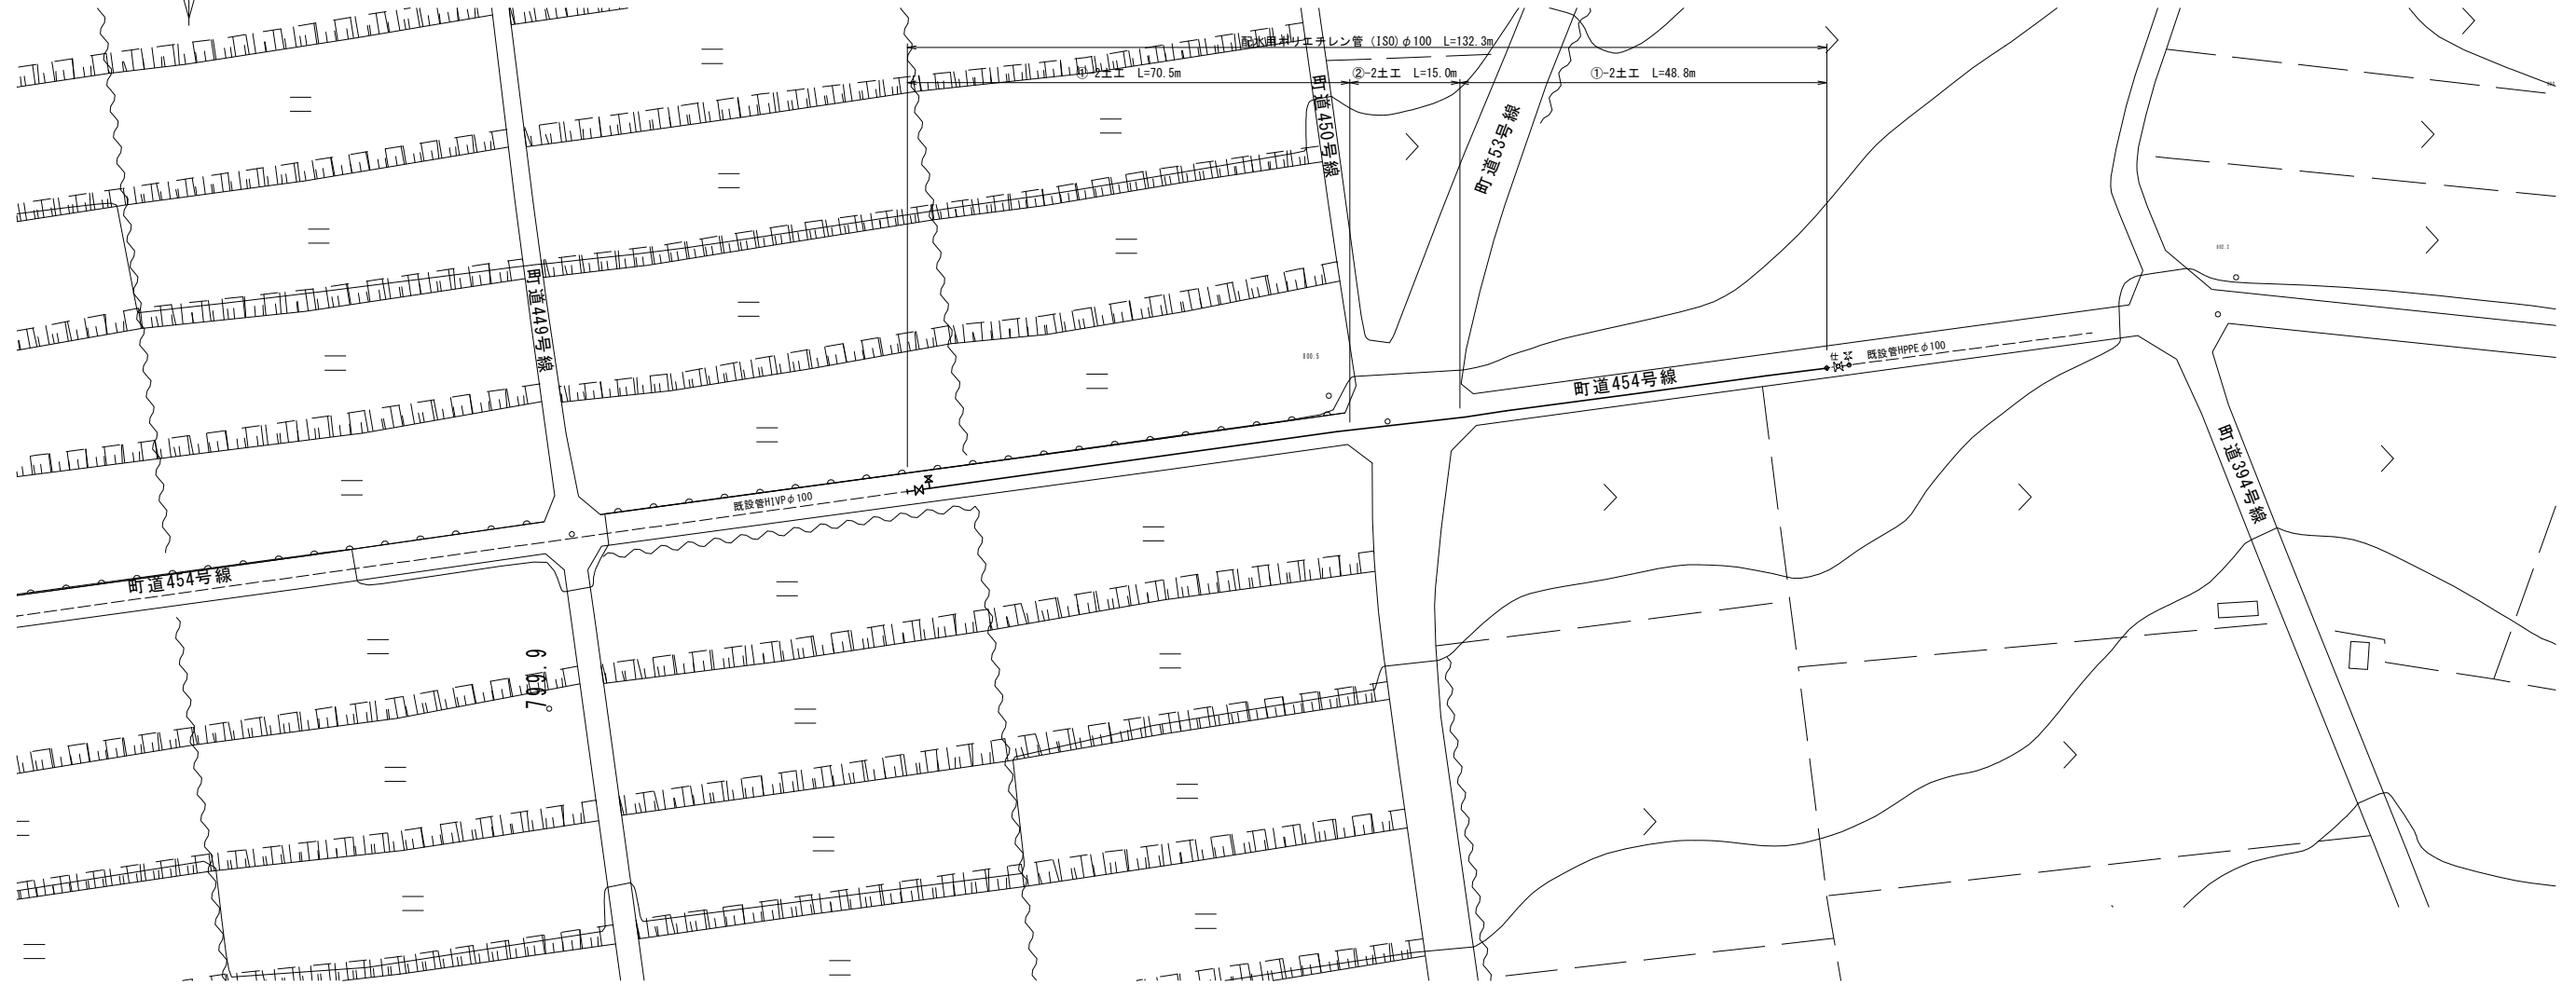 配水用ポリエチレン管 (ISO)φ100 L=132.3m
①-2土工 L=70.5m
②-2土工 L=15.0m
①-2土工 L=48.8m
町道450号線
町道53号線
町道449号線
800.5
仕
既設管HPPEφ100
町道454号線
町道394号線
既設管HIVPφ100
町道454号線
799.9